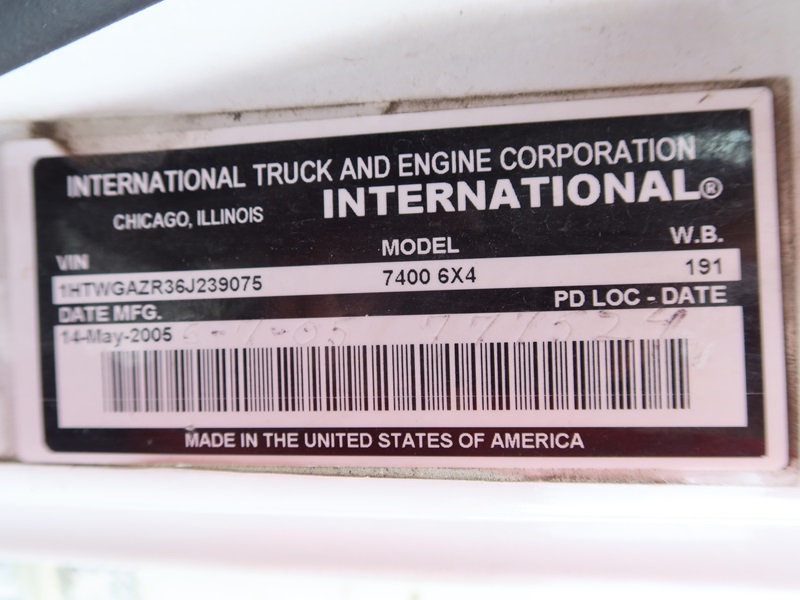 INTERNATIONAL TRUCK AND ENGINE CORPORATION
CHICAGO, ILLINOIS INTERNATIONAL®
VIN MODEL W.B.
1HTWGAZR36J239075 7400 6X4 191
DATE MFG. PD LOC - DATE
14-May-2005
MADE IN THE UNITED STATES OF AMERICA